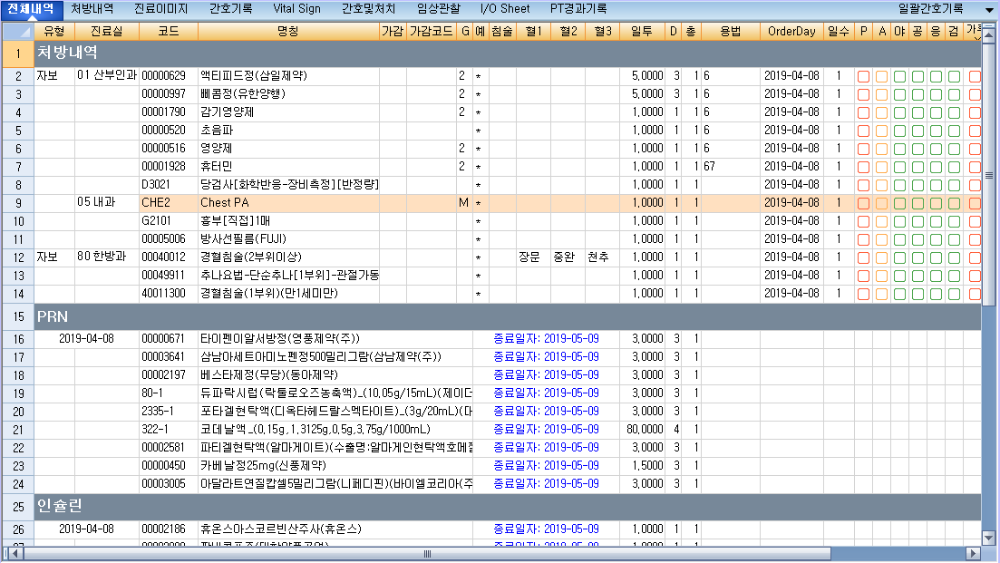 전체내역 처방내역 진료이미지 간호기록 Vital Sign 간호및처치 임상관찰 I/O Sheet PT경과기록 일괄간호기록
유형 진료실 코드 명칭 가감 가감코드 G 예 침술 혈1 혈2 혈3 일투 D 총 용법 OrderDay 일수 P A 야 공 응 검
1 처방내역
2 자보 01 산부인과 00000629 액티피드정(삼일제약) 2 * 5,0000 3 1 6 2019-04-08 1
3 00000997 삐콤정(유한양행) 2 * 5,0000 3 1 6 2019-04-08 1
4 00001790 감기영양제 2 * 1,0000 1 1 6 2019-04-08 1
5 00000520 초음파 * 1,0000 1 1 6 2019-04-08 1
6 00000516 영양제 2 * 1,0000 1 1 6 2019-04-08 1
7 00001928 휴터민 2 * 1,0000 1 1 67 2019-04-08 1
8 D3021 당검사[화학반응-장비측정][반정량] * 1,0000 1 1 2019-04-08 1
9 05 내과 CHE2 Chest PA M * 1,0000 1 1 2019-04-08 1
10 G2101 흉부[직접]1매 * 1,0000 1 1 2019-04-08 1
11 00005006 방사선필름(FUJI) * 1,0000 1 1 2019-04-08 1
12 자보 80 한방과 00040012 경혈침술(2부위이상) * 장문 중완 천추 1,0000 1 1 2019-04-08 1
13 00049911 추나요법-단순추나[1부위]-관절가동 * 1,0000 1 1 2019-04-08 1
14 40011300 경혈침술(1부위)(만1세미만) * 1,0000 1 1 2019-04-08 1
15 PRN
16 2019-04-08 00000671 타이펜이알서방정(영풍제약(주)) 종료일자: 2019-05-09 3,0000 3 1
17 00003641 삼남아세트아미노펜정500밀리그람(삼남제약(주)) 종료일자: 2019-05-09 3,0000 3 1
18 00002197 베스타제정(무당)(동아제약) 종료일자: 2019-05-09 3,0000 3 1
19 80-1 듀파락시럽(락툴로오즈농축액)_(10,05g/15mL)(제이더 종료일자: 2019-05-09 3,0000 3 1
20 2335-1 포타겔현탁액(디옥타헤드랄스멕타이트)_(3g/20mL)(대 종료일자: 2019-05-09 3,0000 3 1
21 322-1 코데날액_(0,15g,1,3125g,0,5g,3,75g/1000mL) 종료일자: 2019-05-09 80,0000 4 1
22 00002581 파티겔현탁액(알마게이트)(수출명:알마게인현탁액호메 종료일자: 2019-05-09 3,0000 3 1
23 00000450 카베날정25mg(신풍제약) 종료일자: 2019-05-09 1,5000 3 1
24 00003005 아달라트연질캅셀5밀리그람(니페디핀)(바이엘코리아(주 종료일자: 2019-05-09 3,0000 3 1
25 인슐린
26 2019-04-08 00002186 휴온스아스코르빈산주사(휴온스) 종료일자: 2019-05-09 1,0000 1 1